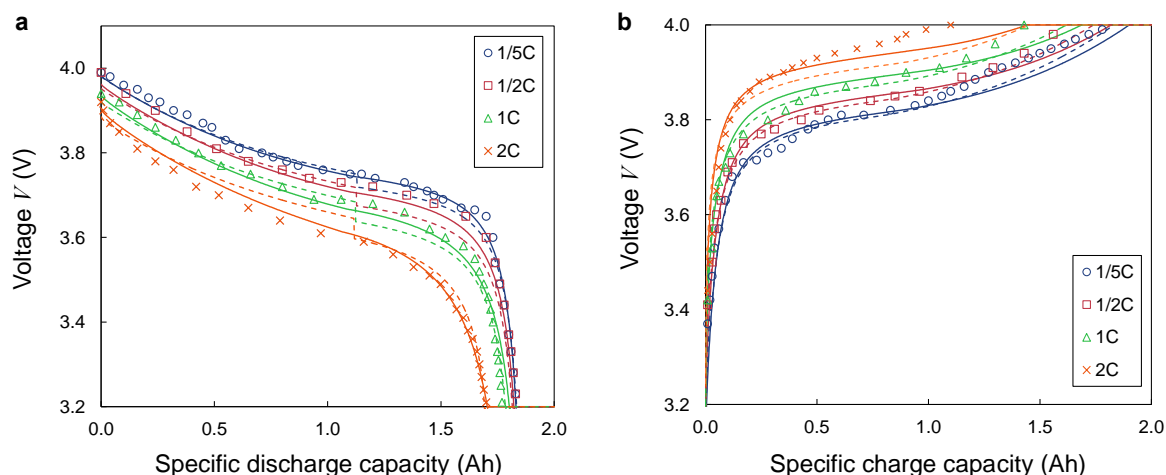 a
1/5C
1/2C
1C
2C
4.0
3.8
3.6
3.4
3.2
0.0
0.5
1.0
1.5
2.0
Voltage V (V)
Specific discharge capacity (Ah)
b
1/5C
1/2C
1C
2C
4.0
3.8
3.6
3.4
3.2
0.0
0.5
1.0
1.5
2.0
Voltage V (V)
Specific charge capacity (Ah)